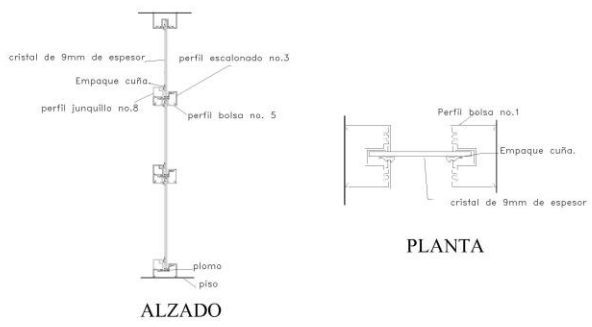 cristal de 9mm de espesor
perfil escalonado no.3
Empaque cuña.
perfil junquillo no.8
perfil bolsa no. 5
plomo
piso
ALZADO
Perfil bolsa no.1
Empaque cuña.
cristal de 9mm de espesor
PLANTA